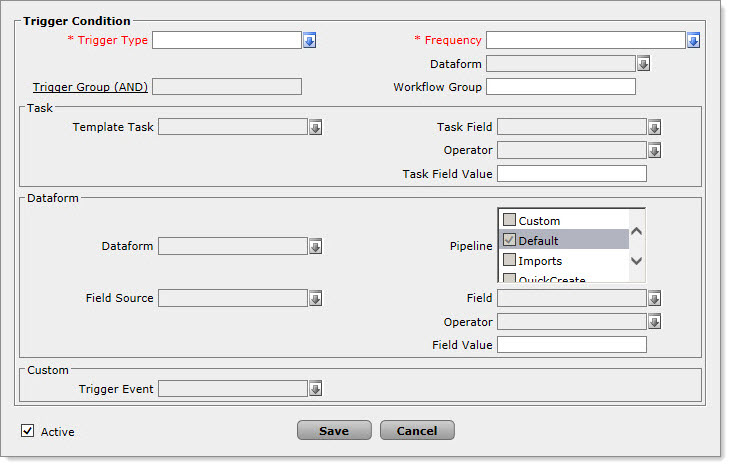 Trigger Condition
* Trigger Type * Frequency
Dataform
Trigger Group (AND) Workflow Group
Task
Template Task Task Field
Operator
Task Field Value
Dataform
Custom
Dataform Pipeline Default
Imports
QuickCreate
Field Source Field
Operator
Field Value
Custom
Trigger Event
Active Save Cancel